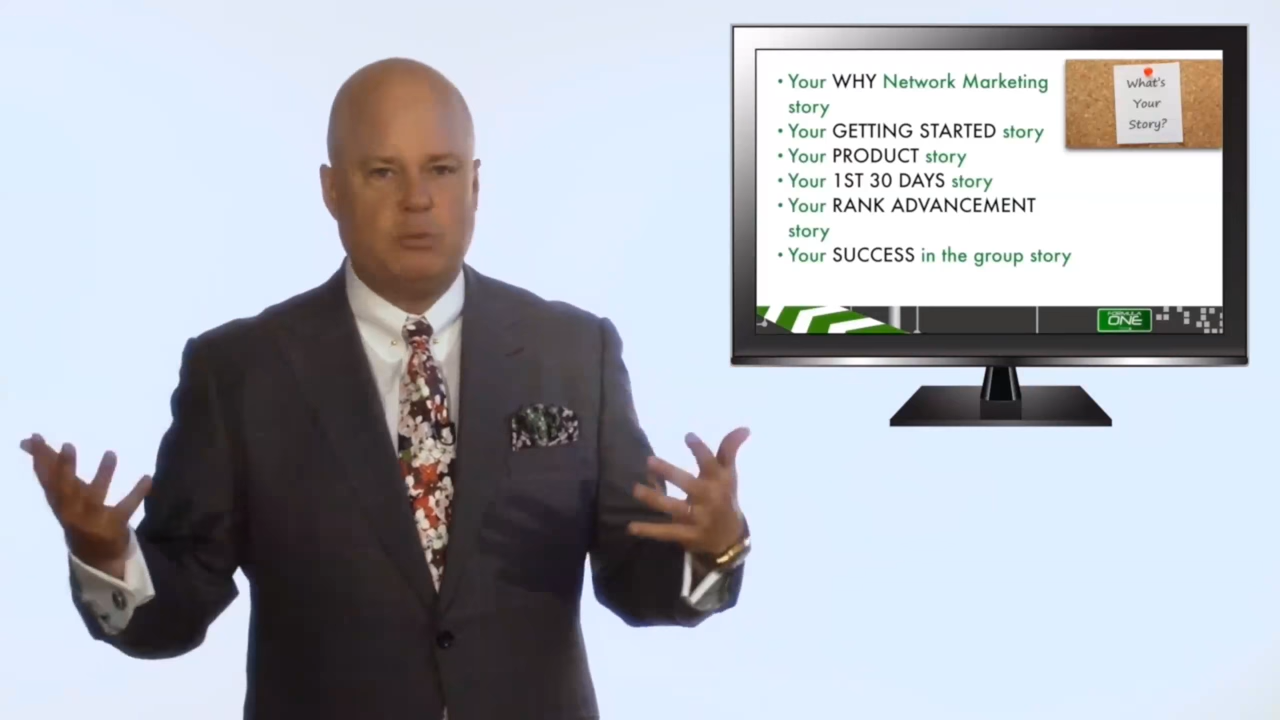 • Your WHY Network Marketing
story
• Your GETTING STARTED story
• Your PRODUCT story
• Your 1ST 30 DAYS story
• Your RANK ADVANCEMENT
story
• Your SUCCESS in the group story
What's
Your
Story?
FORMULA
ONE